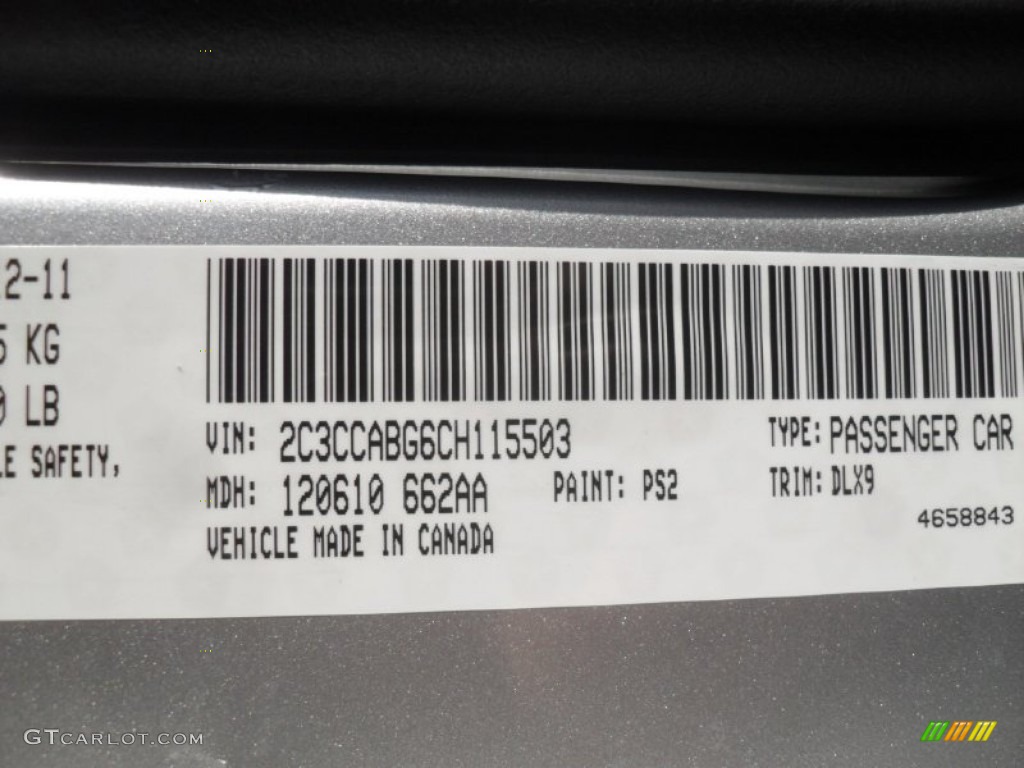 2-11
KG
LB
SAFETY,
VIN: 2C3CCABG6CH115503
TYPE: PASSENGER CAR
MDH: 120610 662AA
PAINT: PS2
TRIM: DLX9
4658843
VEHICLE MADE IN CANADA
GTCARLOT.COM